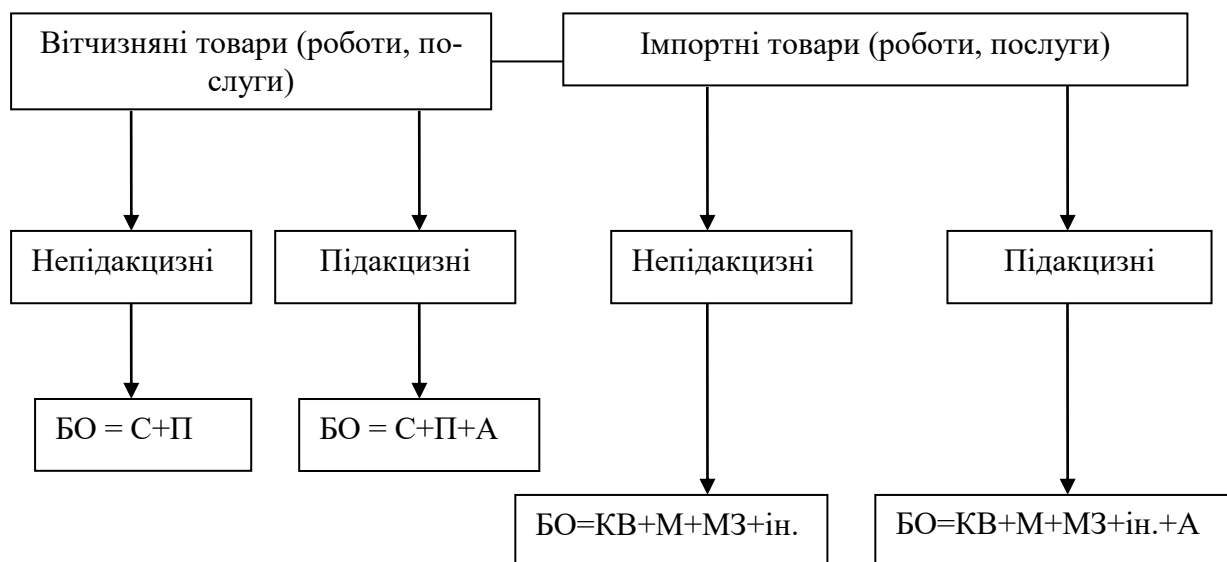 Вітчизняні товари (роботи, по-
слуги)
Імпортні товари (роботи, послуги)
Непідакцизні
Підакцизні
Непідакцизні
Підакцизні
БО = С+П
БО = С+П+А
БО=КВ+М+МЗ+ін.
БО=КВ+М+МЗ+ін.+А